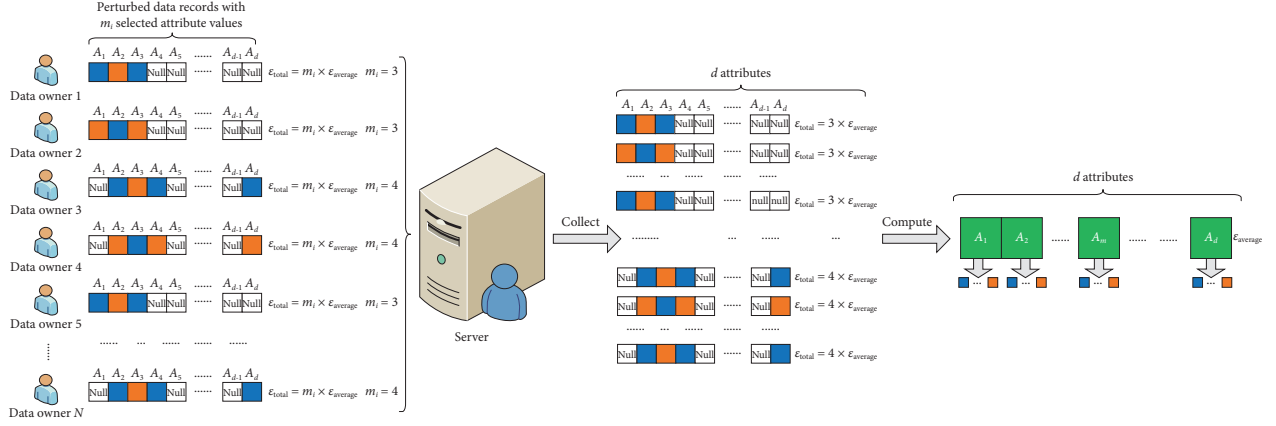 Perturbed data records with
m_i selected attribute values
A_1 A_2 A_3 A_4 A_5 ...... A_{d-1} A_d
Null Null ...... Null Null ε_total = m_i × ε_average m_i = 3
Data owner 1
A_1 A_2 A_3 A_4 A_5 ...... A_{d-1} A_d
Null Null ...... Null Null ε_total = m_i × ε_average m_i = 3
Data owner 2
A_1 A_2 A_3 A_4 A_5 ...... A_{d-1} A_d
Null Null ...... Null ε_total = m_i × ε_average m_i = 4
Data owner 3
A_1 A_2 A_3 A_4 A_5 ...... A_{d-1} A_d
Null Null ...... Null ε_total = m_i × ε_average m_i = 4
Data owner 4
A_1 A_2 A_3 A_4 A_5 ...... A_{d-1} A_d
Null Null ...... Null Null ε_total = m_i × ε_average m_i = 3
Data owner 5
...... ... ...... ...... ......
......
A_1 A_2 A_3 A_4 A_5 ...... A_{d-1} A_d
Null Null ...... Null ε_total = m_i × ε_average m_i = 4
Data owner N
Server
Collect
d attributes
A_1 A_2 A_3 A_4 A_5 ...... A_{d-1} A_d
Null Null ...... Null Null ε_total = 3 × ε_average
Null Null ...... Null Null ε_total = 3 × ε_average
...... ... ...... ...... ......
Null Null ...... null null ε_total = 3 × ε_average
......... ... ...... ...
Null Null ...... Null ε_total = 4 × ε_average
Null Null ...... Null ε_total = 4 × ε_average
...... ... ...... ...... ......
Null Null ...... Null ε_total = 4 × ε_average
Compute
d attributes
A_1 A_2 ...... A_m ...... ...... A_d ε_average
... ... ... ...